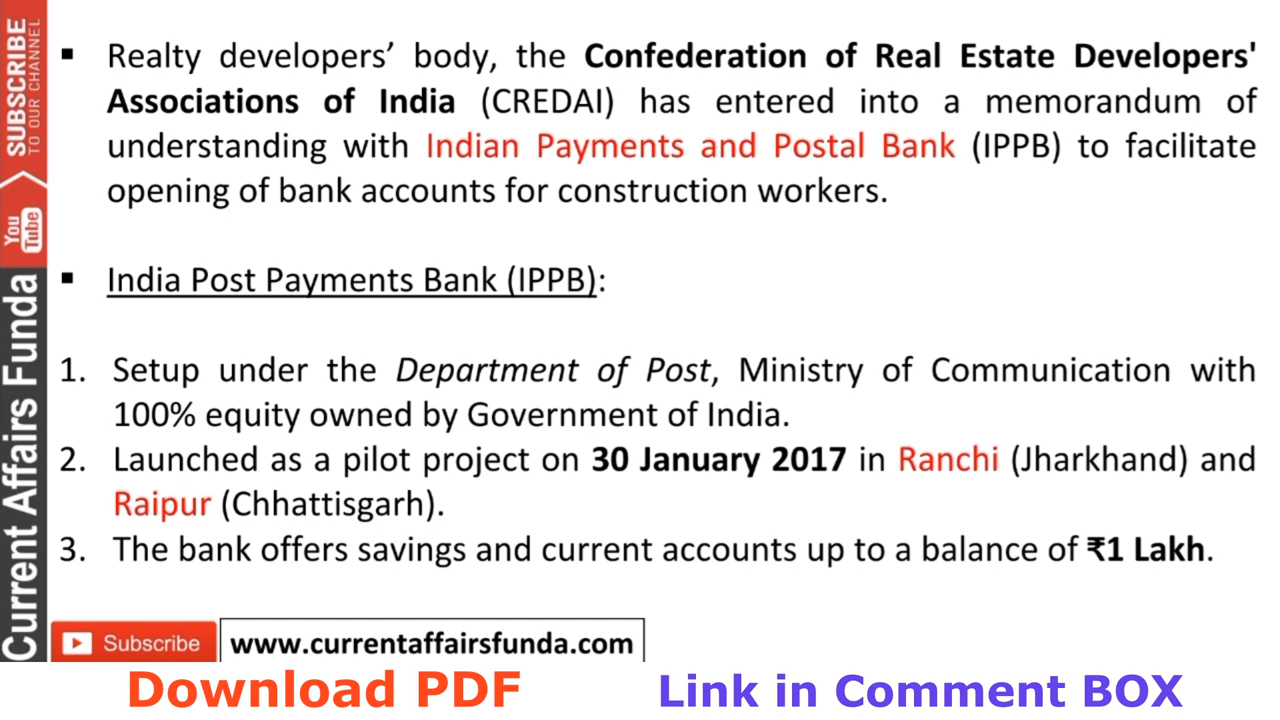 SUBSCRIBE
TO OUR CHANNEL
You
Tube
Current Affairs Funda
▪ Realty developers’ body, the Confederation of Real Estate Developers'
Associations of India (CREDAI) has entered into a memorandum of
understanding with Indian Payments and Postal Bank (IPPB) to facilitate
opening of bank accounts for construction workers.
▪ India Post Payments Bank (IPPB):
1. Setup under the Department of Post, Ministry of Communication with
100% equity owned by Government of India.
2. Launched as a pilot project on 30 January 2017 in Ranchi (Jharkhand) and
Raipur (Chhattisgarh).
3. The bank offers savings and current accounts up to a balance of ₹1 Lakh.
Subscribe
www.currentaffairsfunda.com
Download PDF
Link in Comment BOX